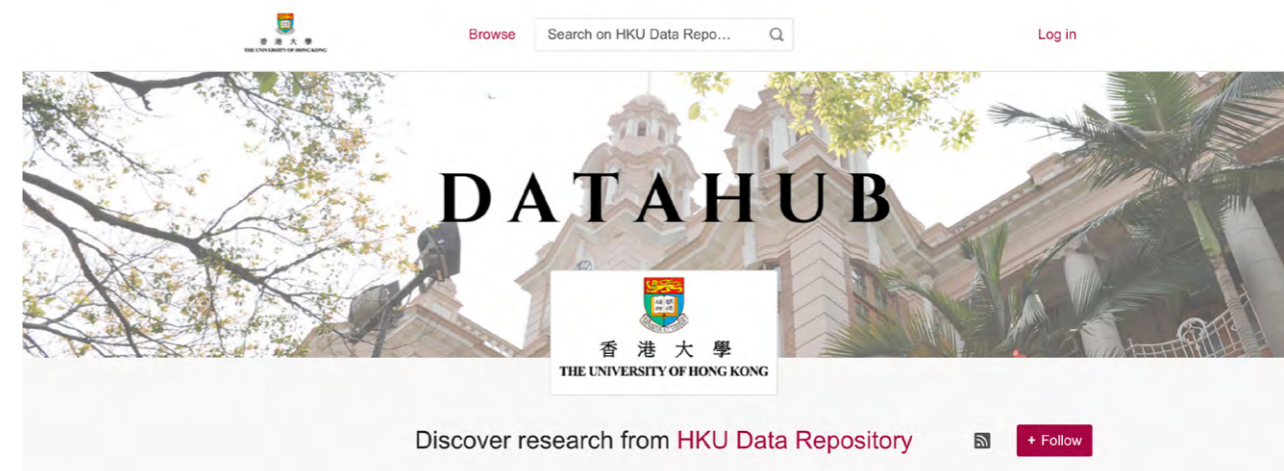 香港大學
THE UNIVERSITY OF HONG KONG
Browse
Search on HKU Data Repo...
Log in
DATAHUB
香港大學
THE UNIVERSITY OF HONG KONG
Discover research from HKU Data Repository
+ Follow